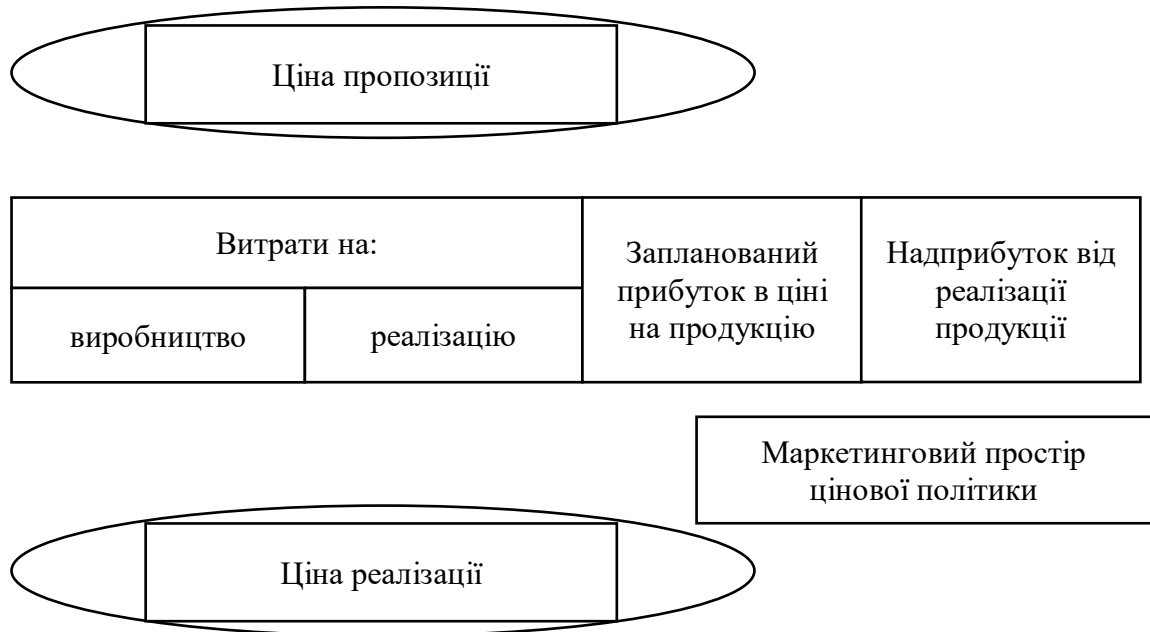 Ціна пропозиції
Витрати на:
виробництво
реалізацію
Запланований
прибуток в ціні
на продукцію
Надприбуток від
реалізації
продукції
Маркетинговий простір
цінової політики
Ціна реалізації